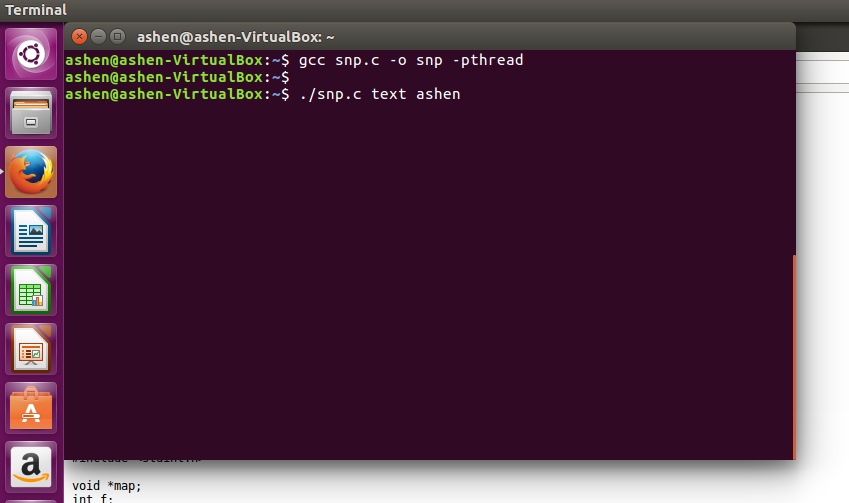 Terminal
ashen@ashen-VirtualBox: ~
ashen@ashen-VirtualBox:~$ gcc snp.c -o snp -pthread
ashen@ashen-VirtualBox:~$
ashen@ashen-VirtualBox:~$ ./snp.c text ashen
void *map;
int f;